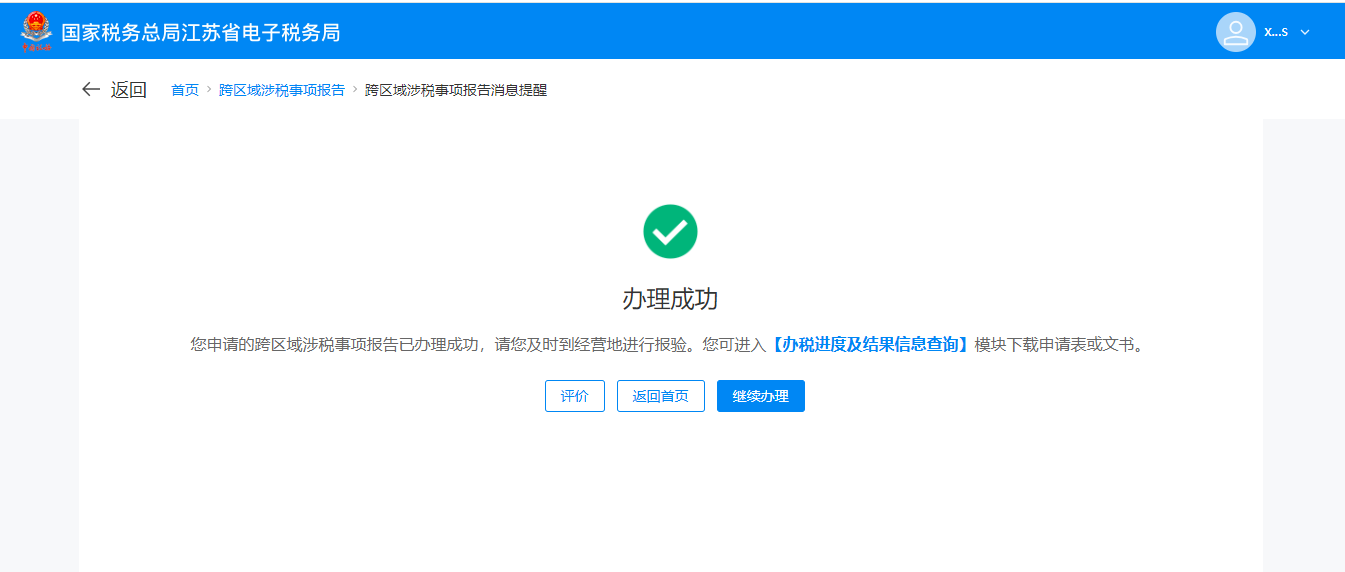 国家税务总局江苏省电子税务局
x...s
返回 首页 > 跨区域涉税事项报告 > 跨区域涉税事项报告消息提醒
办理成功
您申请的跨区域涉税事项报告已办理成功，请您及时到经营地进行报验。您可进入【办税进度及结果信息查询】模块下载申请表或文书。
评价 返回首页 继续办理